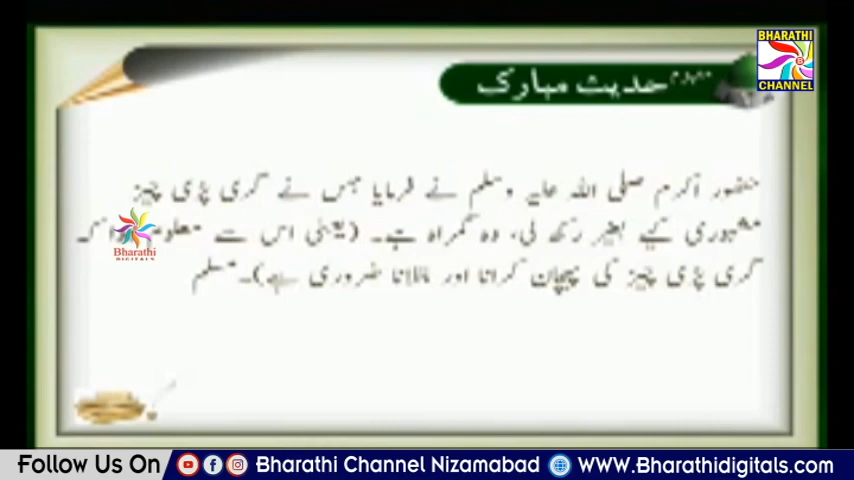 BHARATHI
CHANNEL
حدیث مبارک
حضور اکرم صلی اللہ علیہ وسلم نے فرمایا جس نے گری پڑی چیز
مشہوری کیے بغیر رکھ لی، وہ گمراہ ہے۔ (یعنی اس سے معلوم کہ
گری پڑی چیز کی پہچان کرانا اور ضروری ہے)۔ مسلم
Bharathi
DIGITALS
Follow Us On Bharathi Channel Nizamabad www.Bharathidigitals.com